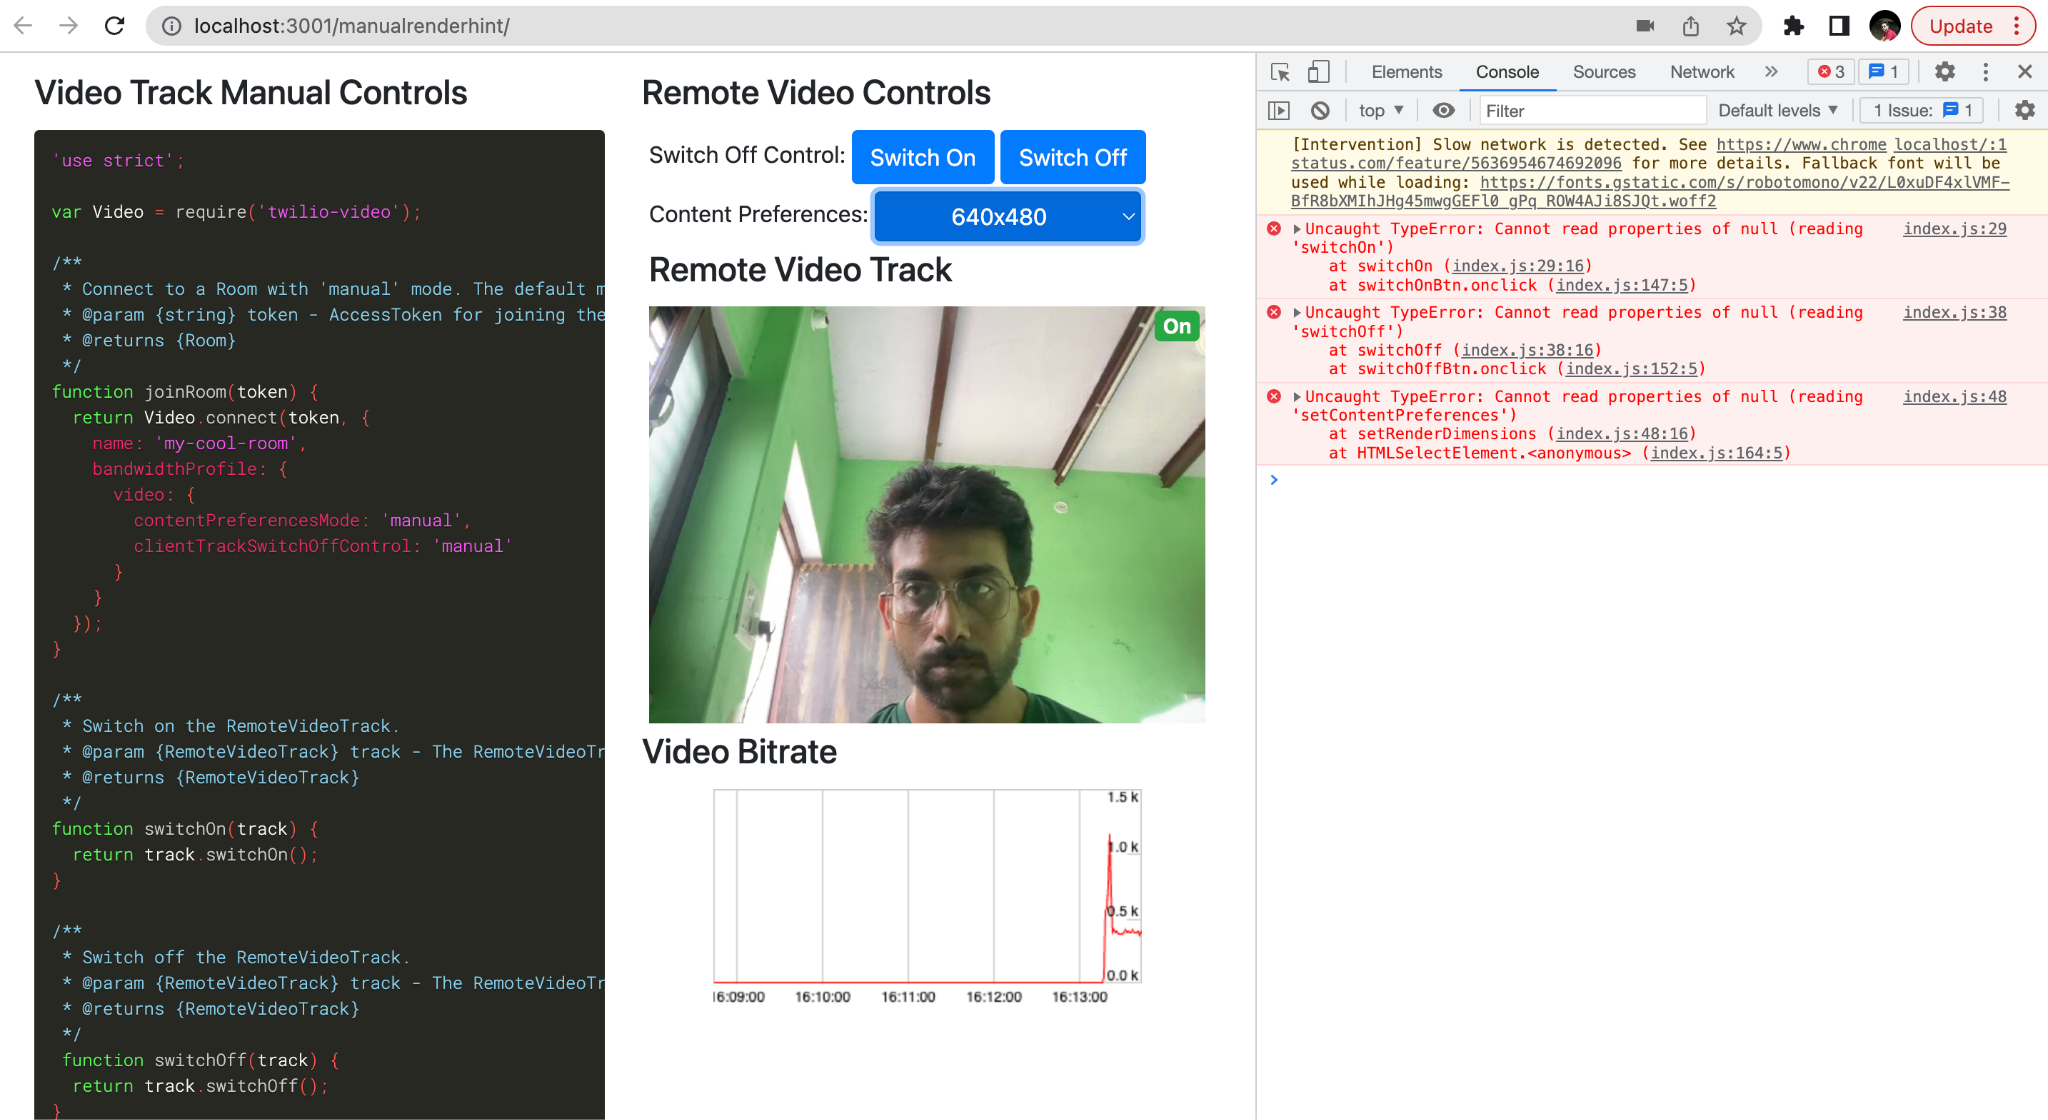 localhost:3001/manualrenderhint/
Update
Video Track Manual Controls
'use strict';
var Video = require('twilio-video');
/**
* Connect to a Room with 'manual' mode. The default m
* @param {string} token - AccessToken for joining the
* @returns {Room}
*/
function joinRoom(token) {
return Video.connect(token, {
name: 'my-cool-room',
bandwidthProfile: {
video: {
contentPreferencesMode: 'manual',
clientTrackSwitchOffControl: 'manual'
}
}
});
}
/**
* Switch on the RemoteVideoTrack.
* @param {RemoteVideoTrack} track - The RemoteVideoTr
* @returns {RemoteVideoTrack}
*/
function switchOn(track) {
return track.switchOn();
}
/**
* Switch off the RemoteVideoTrack.
* @param {RemoteVideoTrack} track - The RemoteVideoTr
* @returns {RemoteVideoTrack}
*/
function switchOff(track) {
return track.switchOff();
}
Remote Video Controls
Switch Off Control: Switch On Switch Off
Content Preferences: 640x480
Remote Video Track
On
Video Bitrate
1.5 k
1.0 k
0.5 k
0.0 k
16:09:00 16:10:00 16:11:00 16:12:00 16:13:00
Elements Console Sources Network 3 1
top Filter Default levels 1 Issue: 1
[Intervention] Slow network is detected. See https://www.chrome localhost/:1
status.com/feature/5636954674692096 for more details. Fallback font will be
used while loading: https://fonts.gstatic.com/s/robotomono/v22/L0xuDF4xlVMF-
BfR8bXMIhJHg45mwgGEFl0_gPq_ROW4AJi8SJQt.woff2
Uncaught TypeError: Cannot read properties of null (reading index.js:29
'switchOn')
at switchOn (index.js:29:16)
at switchOnBtn.onclick (index.js:147:5)
Uncaught TypeError: Cannot read properties of null (reading index.js:38
'switchOff')
at switchOff (index.js:38:16)
at switchOffBtn.onclick (index.js:152:5)
Uncaught TypeError: Cannot read properties of null (reading index.js:48
'setContentPreferences')
at setRenderDimensions (index.js:48:16)
at HTMLSelectElement.<anonymous> (index.js:164:5)